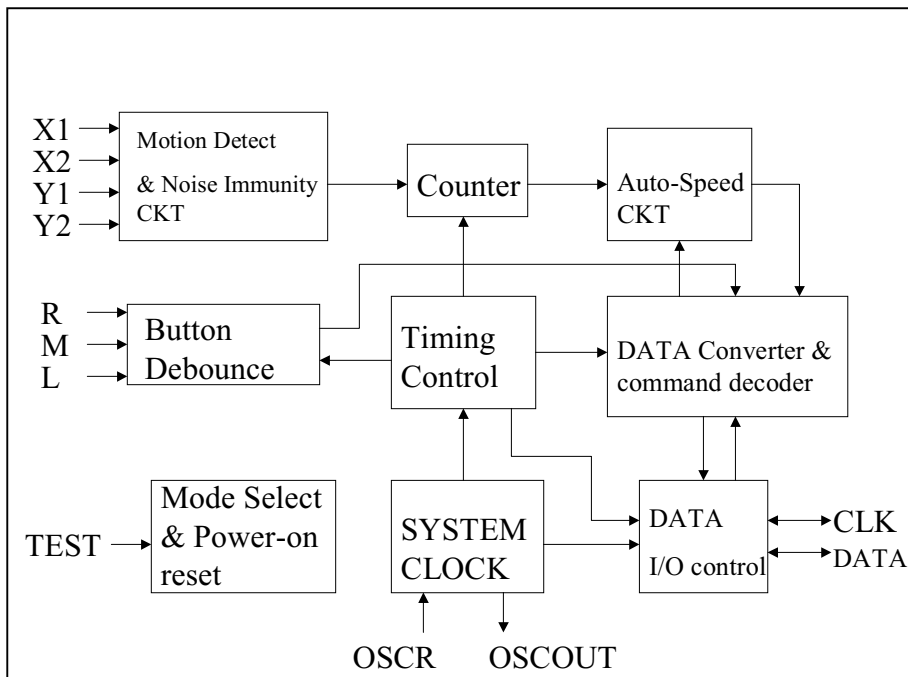 X1
X2
Y1
Y2
Motion Detect
& Noise Immunity
CKT
Counter
Auto-Speed
CKT
R
M
L
Button
Debounce
Timing
Control
DATA Converter &
command decoder
TEST
Mode Select
& Power-on
reset
SYSTEM
CLOCK
DATA
I/O control
CLK
DATA
OSCR
OSCOUT